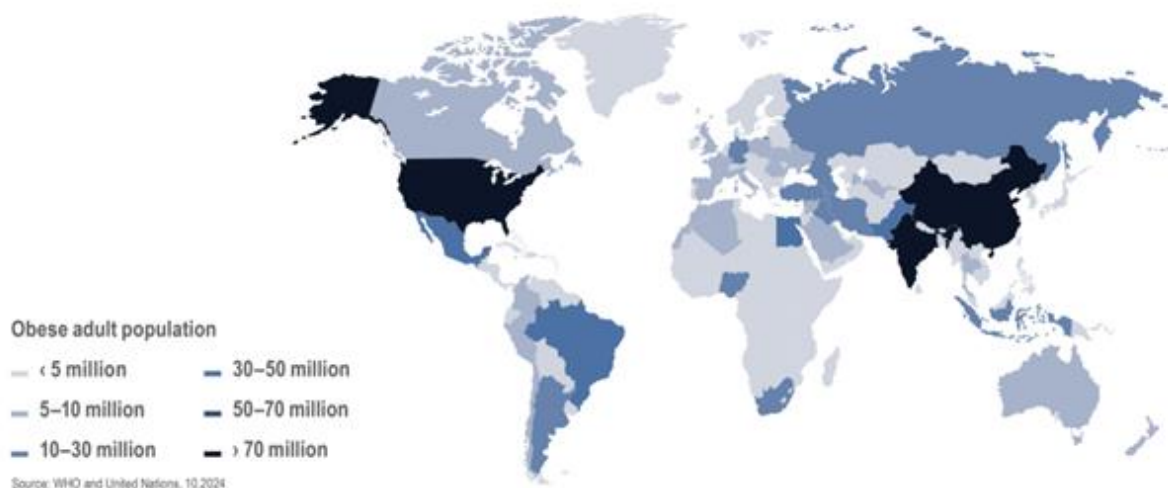 Obese adult population
‹ 5 million
30–50 million
5–10 million
50–70 million
10–30 million
› 70 million
Source: WHO and United Nations, 10.2024